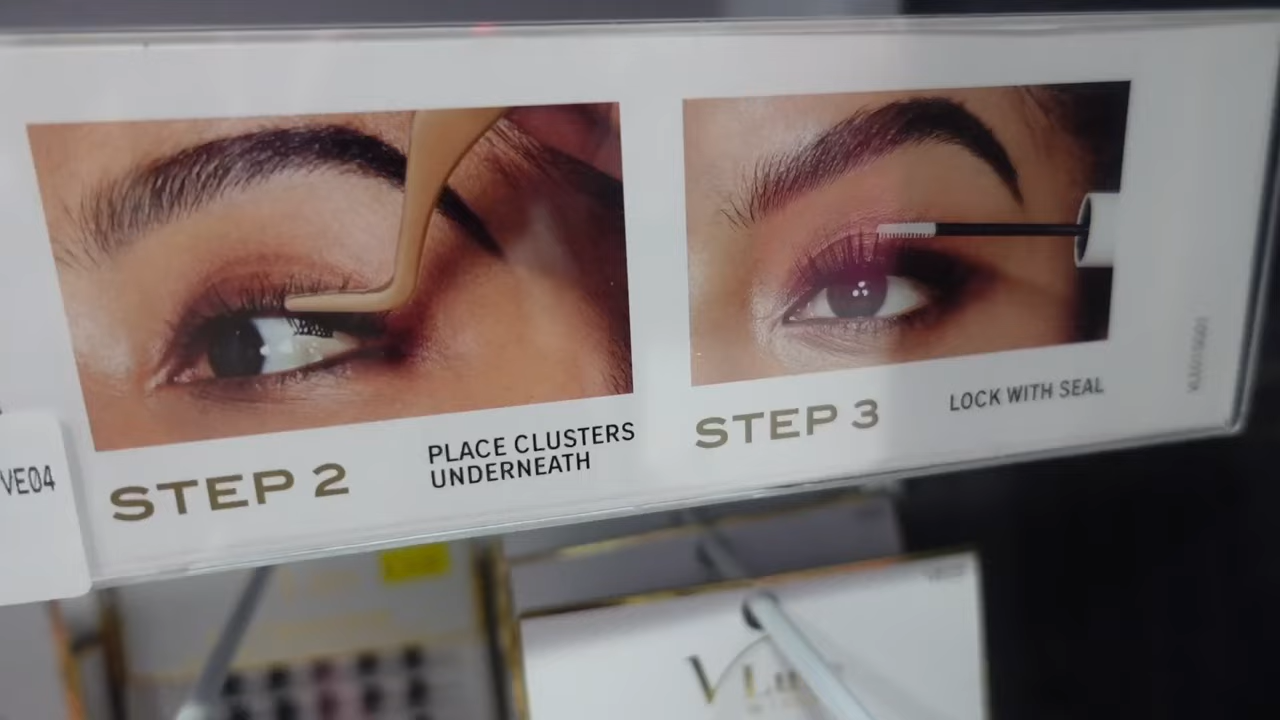 VE04
STEP 2
PLACE CLUSTERS
UNDERNEATH
STEP 3
LOCK WITH SEAL